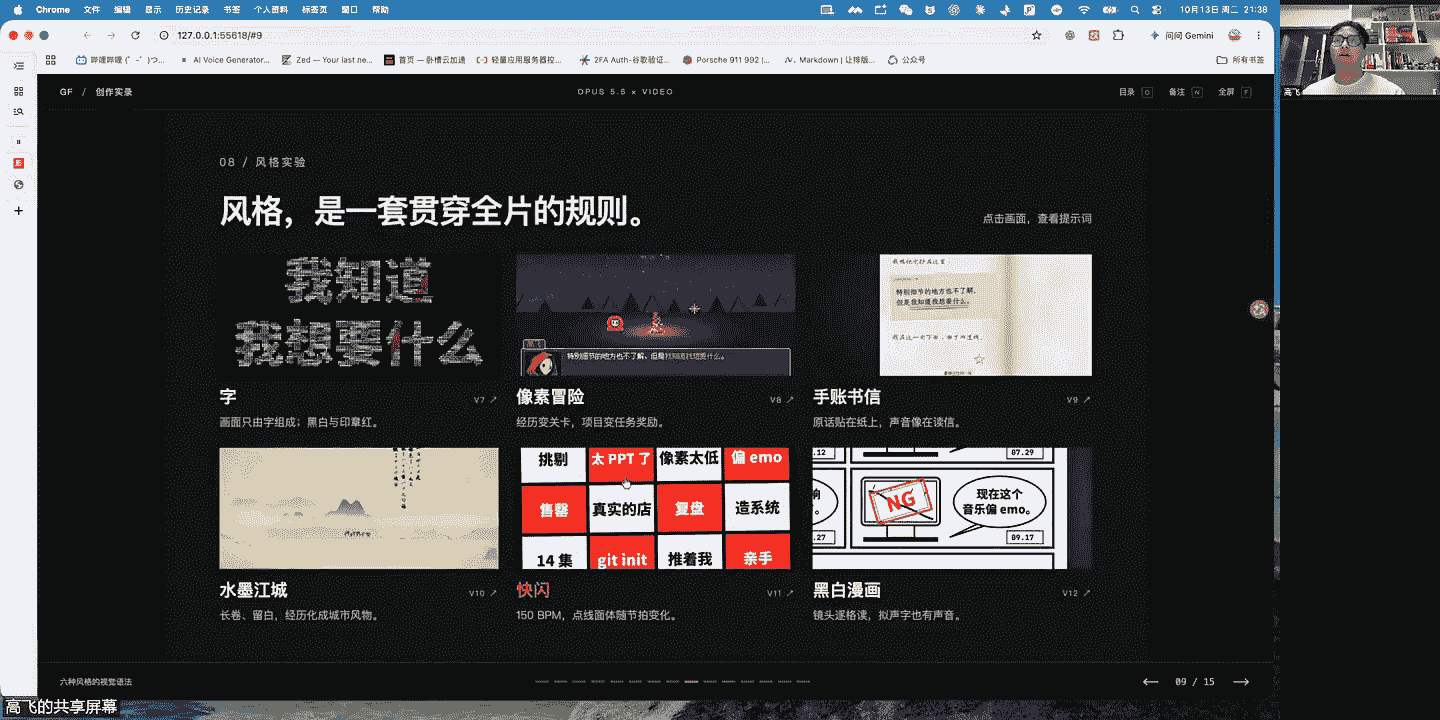 Chrome 文件 编辑 显示 历史记录 书签 个人资料 标签页 窗口 帮助
10月13日 周二 21:38
127.0.0.1:55618/#9
问问 Gemini
AI Voice Generator...
Zed — Your last ne...
首页 — 卧槽云加速
轻量应用服务器控...
2FA Auth-谷歌验证...
Porsche 911 992 |...
Markdown | 让排版...
公众号
所有书签
GF / 创作实录
OPUS 5.5 × VIDEO
目录 O 备注 N 全屏 F
08 / 风格实验
风格，是一套贯穿全片的规则。
点击画面，查看提示词
我知道
我想要什么
字
V7 ↗
画面只由字组成；黑白与印章红。
高飞
特别细节的地方也不了解，但是我知道我想要什么。
像素冒险
V8 ↗
经历变关卡，项目变任务奖励。
特别细节的地方也不了解，
但是我知道我想要什么。
手账书信
V9 ↗
原话贴在纸上，声音像在读信。
水墨江城
V10 ↗
长卷、留白，经历化成城市风物。
挑剔 太 PPT 了 像素太低 偏 emo
售罄 真实的店 复盘 造系统
14 集 git init 推着我 亲手
快闪
V11 ↗
150 BPM，点线面体随节拍变化。
.12
07.29
响
NG
现在这个
音乐偏 emo。
.27
09.17
黑白漫画
V12 ↗
镜头逐格读，拟声字也有声音。
六种风格的视觉语法
← 09 / 15 →
高飞的共享屏幕
高飞